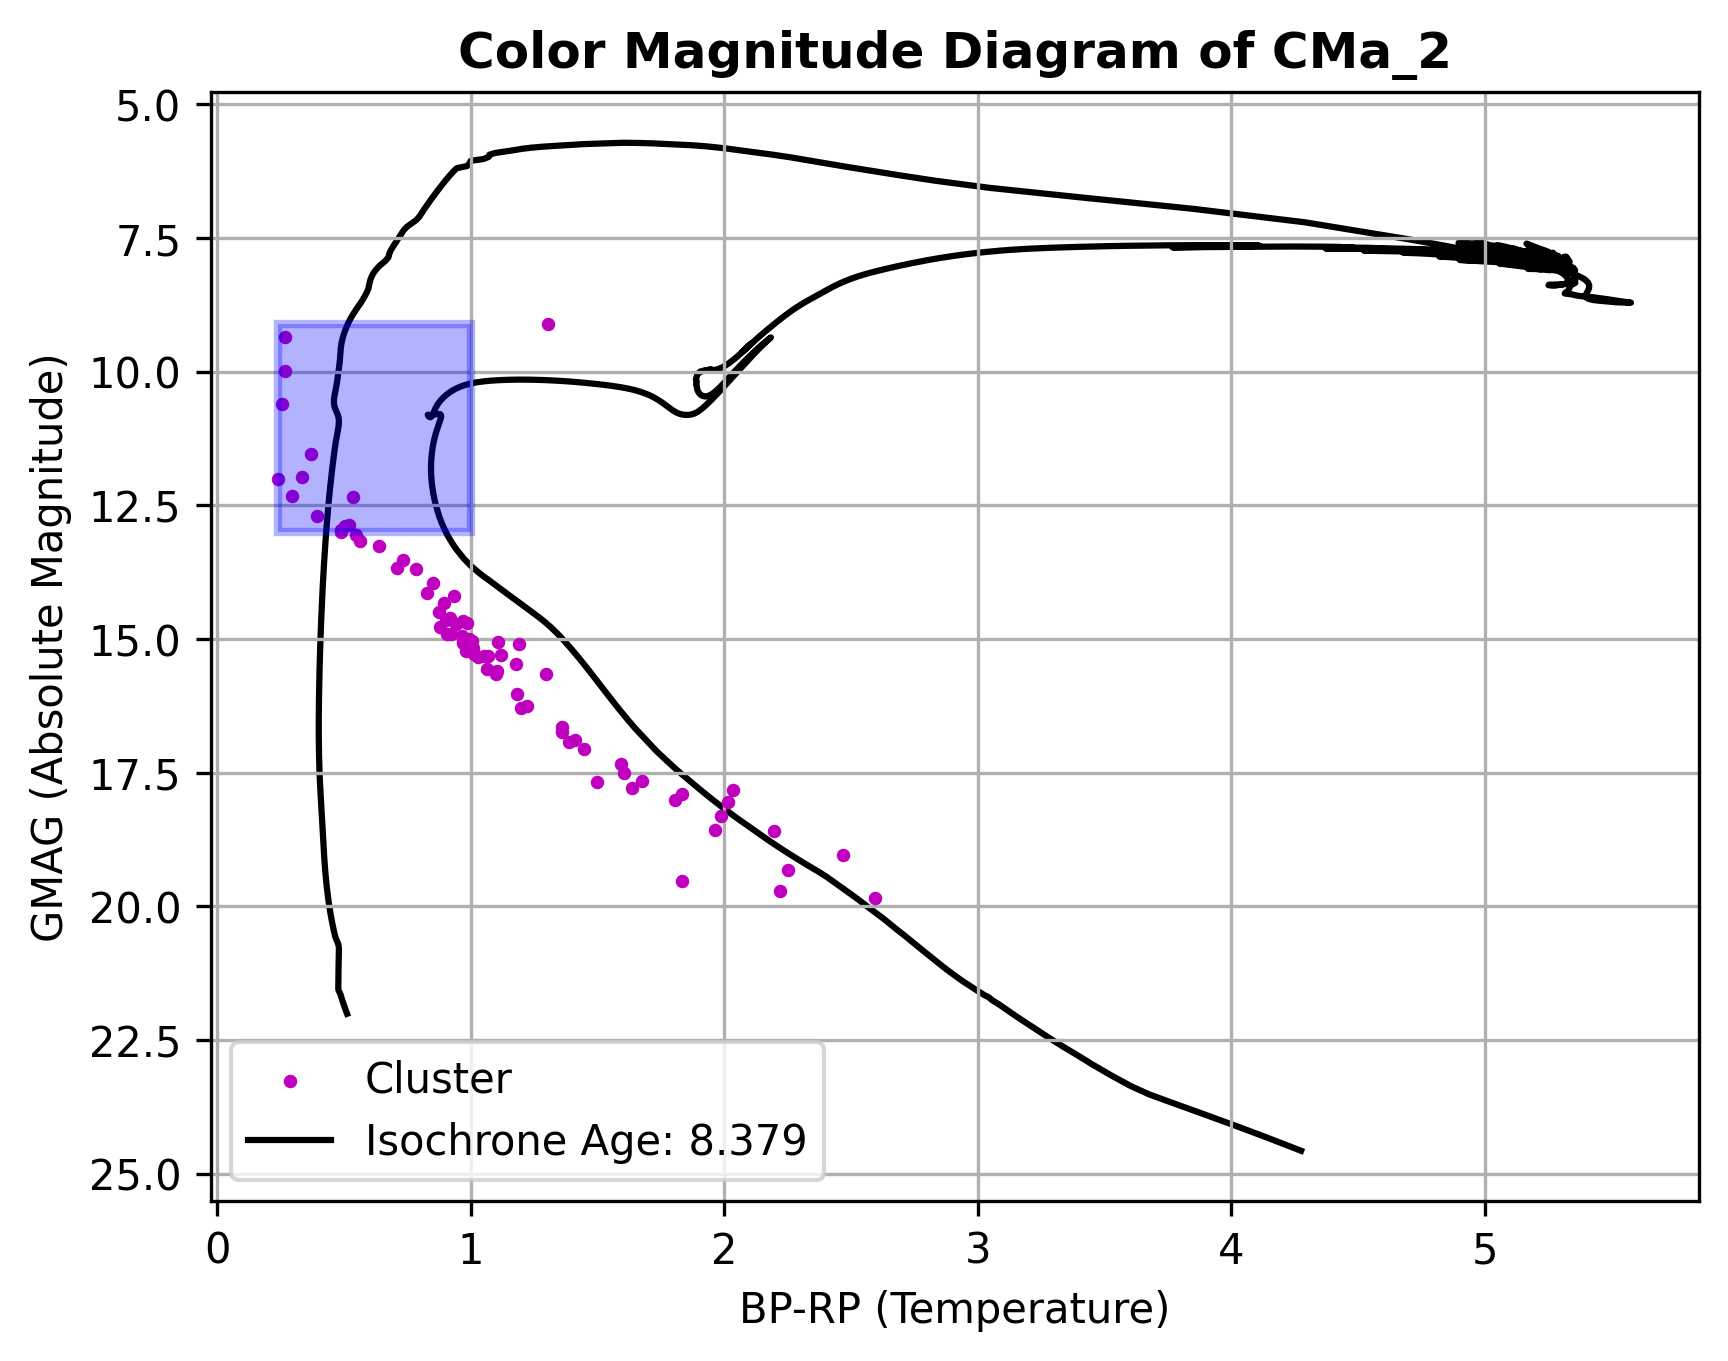 Color Magnitude Diagram of CMa_2
GMAG (Absolute Magnitude)
5.0
7.5
10.0
12.5
15.0
17.5
20.0
22.5
25.0
Cluster
Isochrone Age: 8.379
0 1 2 3 4 5
BP-RP (Temperature)